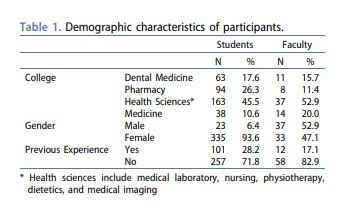 Table 1. Demographic characteristics of participants.
Students Faculty
N % N %
College Dental Medicine 63 17.6 11 15.7
Pharmacy 94 26.3 8 11.4
Health Sciences* 163 45.5 37 52.9
Medicine 38 10.6 14 20.0
Gender Male 23 6.4 37 52.9
Female 335 93.6 33 47.1
Previous Experience Yes 101 28.2 12 17.1
No 257 71.8 58 82.9
* Health sciences include medical laboratory, nursing, physiotherapy,
dietetics, and medical imaging